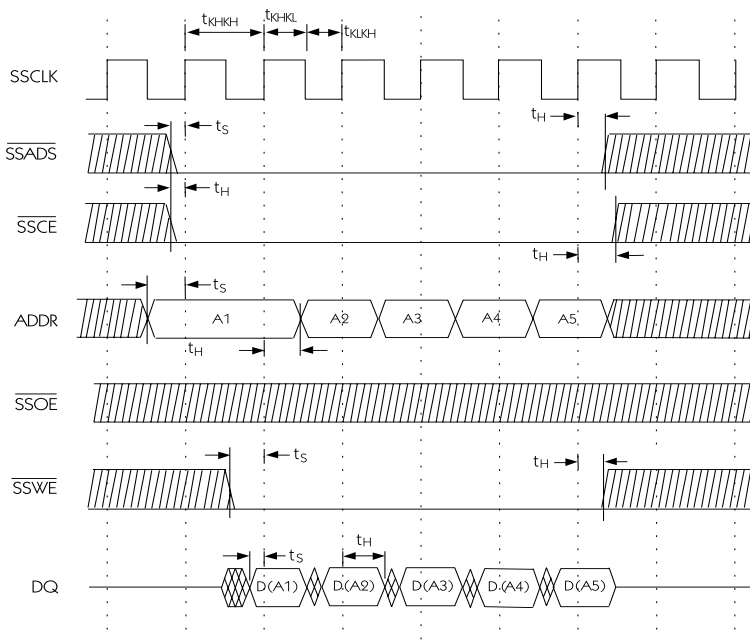 tKHKH tKHKL tKLKH
SSCLK
tS tH
SSADS
tH
SSCE
tH
tS
ADDR A1 A2 A3 A4 A5
tH
SSOE
tS tH
SSWE
tS tH
DQ D(A1) D.(A2) D(A3) D.(A4) D(A5)